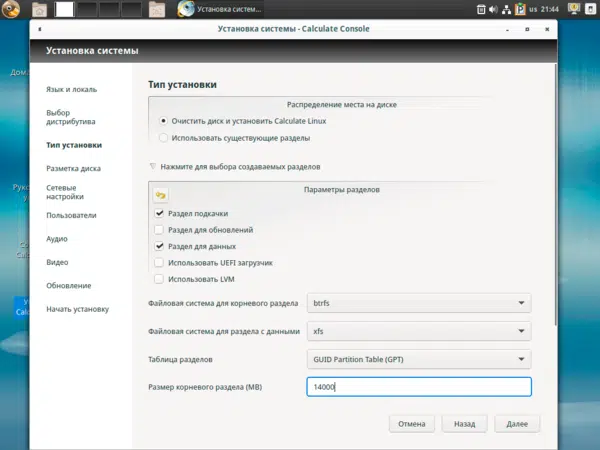 Установка систем...
us
21:44
Установка системы - Calculate Console
Установка системы
Язык и локаль
Выбор
дистрибутива
Тип установки
Разметка диска
Сетевые
настройки
Пользователи
Аудио
Видео
Обновление
Начать установку
Тип установки
Распределение места на диске
Очистить диск и установить Calculate Linux
Использовать существующие разделы
Нажмите для выбора создаваемых разделов
Параметры разделов
Раздел подкачки
Раздел для обновлений
Раздел для данных
Использовать UEFI загрузчик
Использовать LVM
Файловая система для корневого раздела
btrfs
Файловая система для раздела с данными
xfs
Таблица разделов
GUID Partition Table (GPT)
Размер корневого раздела (MB)
14000
Отмена
Назад
Далее